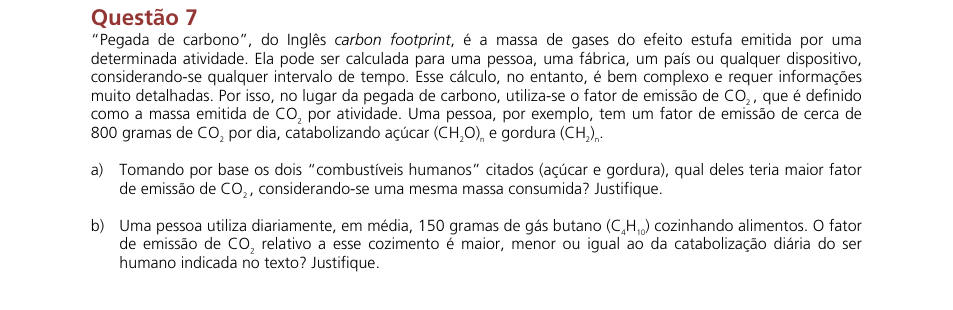 Questão 7
“Pegada de carbono”, do Inglês carbon footprint, é a massa de gases do efeito estufa emitida por uma
determinada atividade. Ela pode ser calculada para uma pessoa, uma fábrica, um país ou qualquer dispositivo,
considerando-se qualquer intervalo de tempo. Esse cálculo, no entanto, é bem complexo e requer informações
muito detalhadas. Por isso, no lugar da pegada de carbono, utiliza-se o fator de emissão de CO₂, que é definido
como a massa emitida de CO₂ por atividade. Uma pessoa, por exemplo, tem um fator de emissão de cerca de
800 gramas de CO₂ por dia, catabolizando açúcar (CH₂O)ₙ e gordura (CH₂)ₙ.
a) Tomando por base os dois “combustíveis humanos” citados (açúcar e gordura), qual deles teria maior fator
de emissão de CO₂, considerando-se uma mesma massa consumida? Justifique.
b) Uma pessoa utiliza diariamente, em média, 150 gramas de gás butano (C₄H₁₀) cozinhando alimentos. O fator
de emissão de CO₂ relativo a esse cozimento é maior, menor ou igual ao da catabolização diária do ser
humano indicada no texto? Justifique.